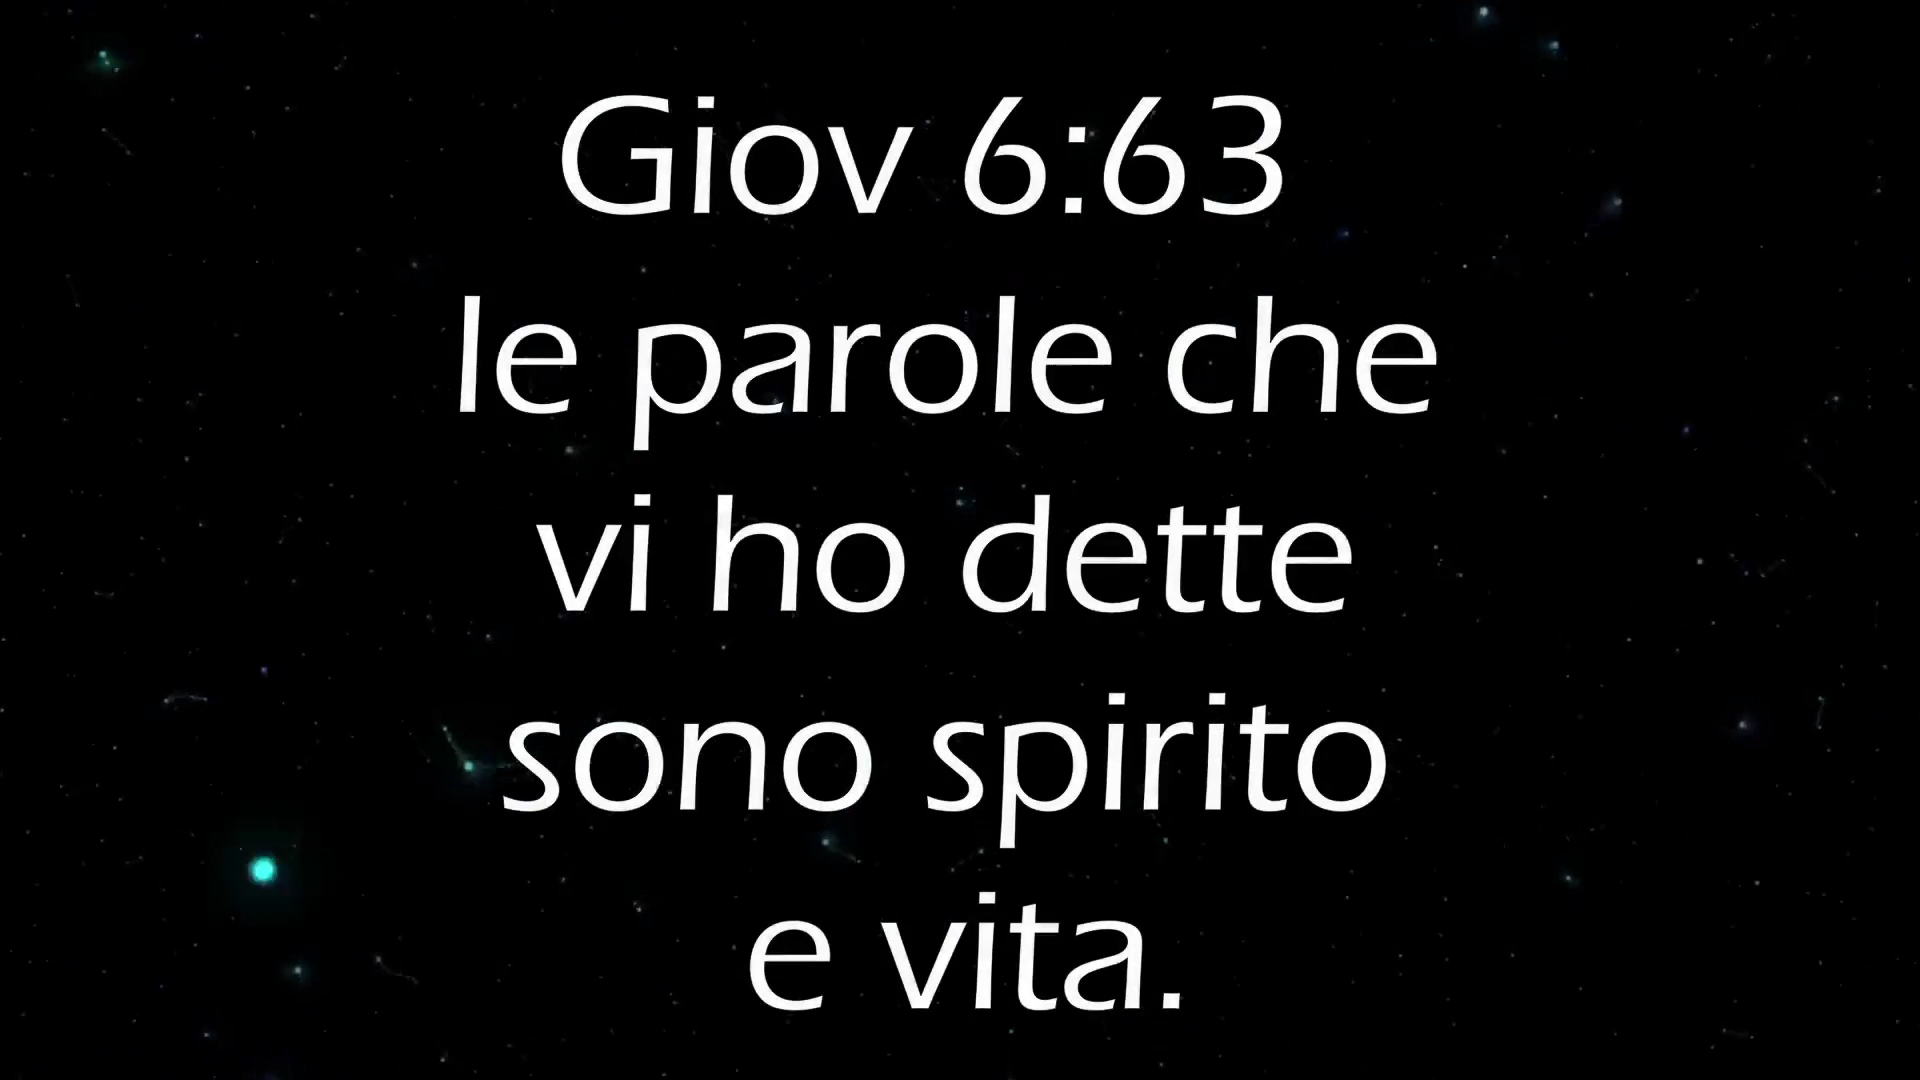 Giov 6:63
le parole che
vi ho dette
sono spirito
e vita.